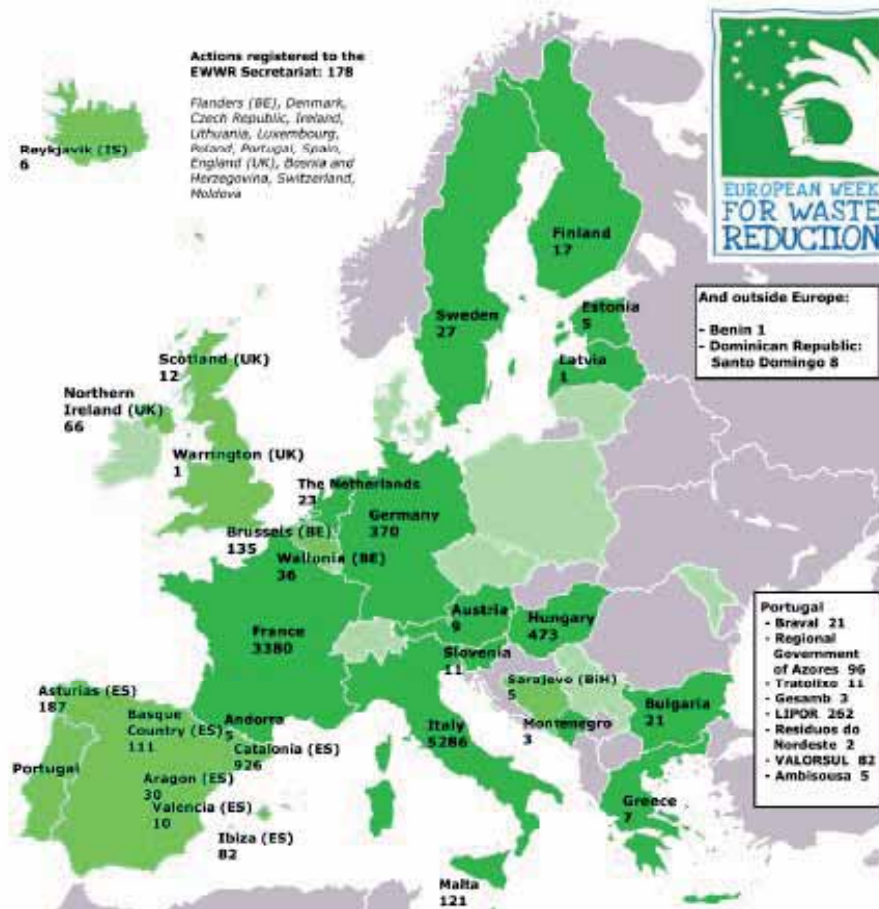 Actions registered to the
EWWR Secretariat: 178
Flanders (BE), Denmark,
Czech Republic, Ireland,
Lithuania, Luxembourg,
Poland, Portugal, Spain,
England (UK), Bosnia and
Herzegovina, Switzerland,
Moldova
EUROPEAN WEEK
FOR WASTE
REDUCTION
Reykjavik (IS)
6
Finland
17
Sweden
27
Estonia
5
Latvia
1
And outside Europe:
- Benin 1
- Dominican Republic:
Santo Domingo 8
Scotland (UK)
12
Northern
Ireland (UK)
66
Warrington (UK)
1
The Netherlands
23
Germany
370
Brussels (BE)
135
Wallonia (BE)
36
France
3380
Austria
9
Hungary
473
Slovenia
11
Sarajevo (BiH)
5
Bulgaria
21
Montenegro
3
Italy
5286
Greece
7
Malta
121
Andorra
5
Asturias (ES)
187
Basque
Country (ES)
111
Catalonia (ES)
926
Portugal
Aragon (ES)
30
Valencia (ES)
10
Ibiza (ES)
82
Portugal
- Braval 21
- Regional
Government
of Azores 96
- Tratolixo 11
- Gesamb 3
- LIPOR 262
- Residuos do
Nordeste 2
- VALORSUL 82
- Ambisousa 5